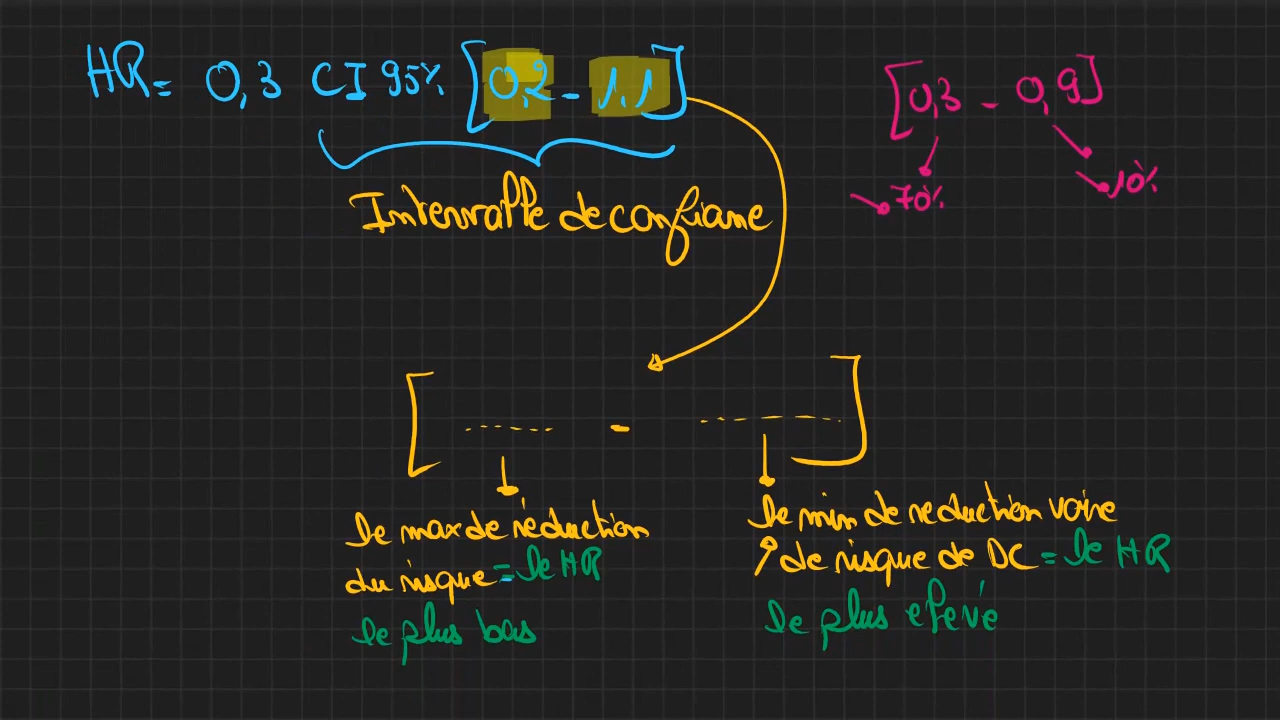 HR = 0,3 CI 95% [0,2 - 1,1]
[0,3 - 0,9]
↘ 70%
↘ 10%
Intervalle de confiance
[ ...... - ...... ]
le max de réduction
du risque = le HR
le plus bas
le min de reduction voire
↗ de risque de DC = le HR
le plus elevé